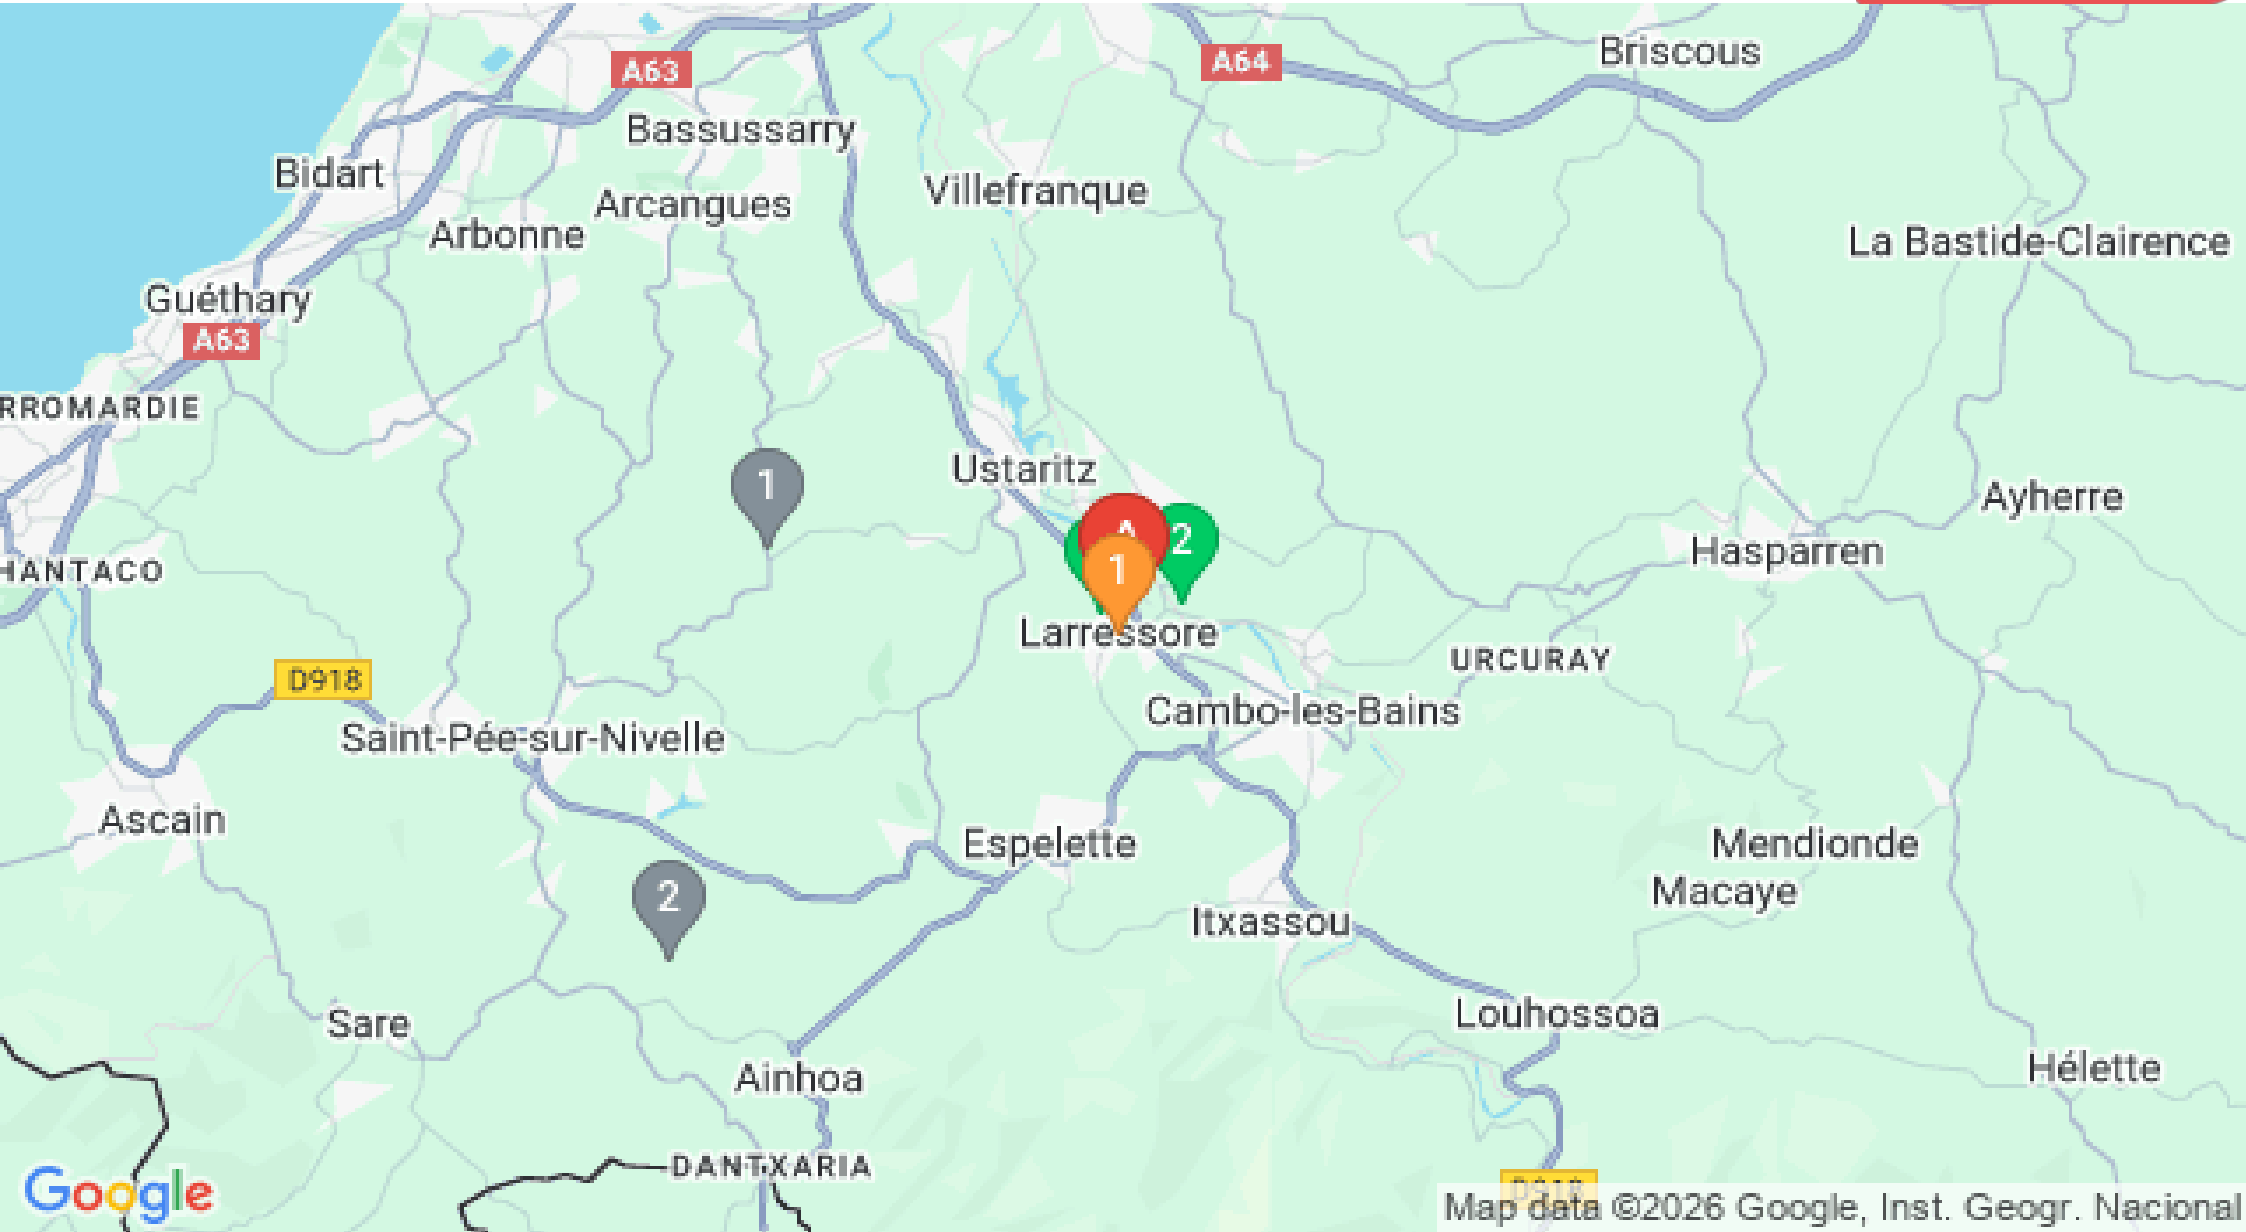 Briscous
A63
A64
Bassussarry
Bidart
Villefranque
Arcangues
Arbonne
La Bastide-Clairence
Guéthary
A63
RROMARDIE
1
Ustaritz
Ayherre
A
2
1
Hasparren
HANTACO
Larressore
URCURAY
D918
Cambo-les-Bains
Saint-Pée-sur-Nivelle
Ascain
Espelette
Mendionde
2
Macaye
Itxassou
Louhossoa
Sare
Ainhoa
Hélette
DANTXARIA
Google
D918
Map data ©2026 Google, Inst. Geogr. Nacional